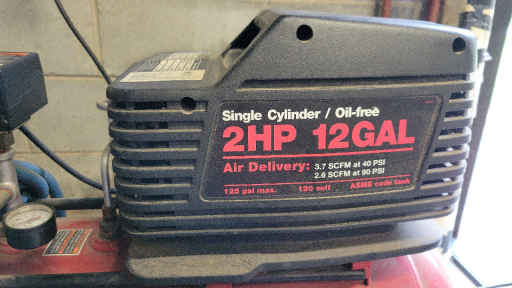 Single Cylinder / Oil-free
2HP 12GAL
Air Delivery: 3.7 SCFM at 40 PSI
2.6 SCFM at 90 PSI
125 psi max. 120 volt ASME code tank